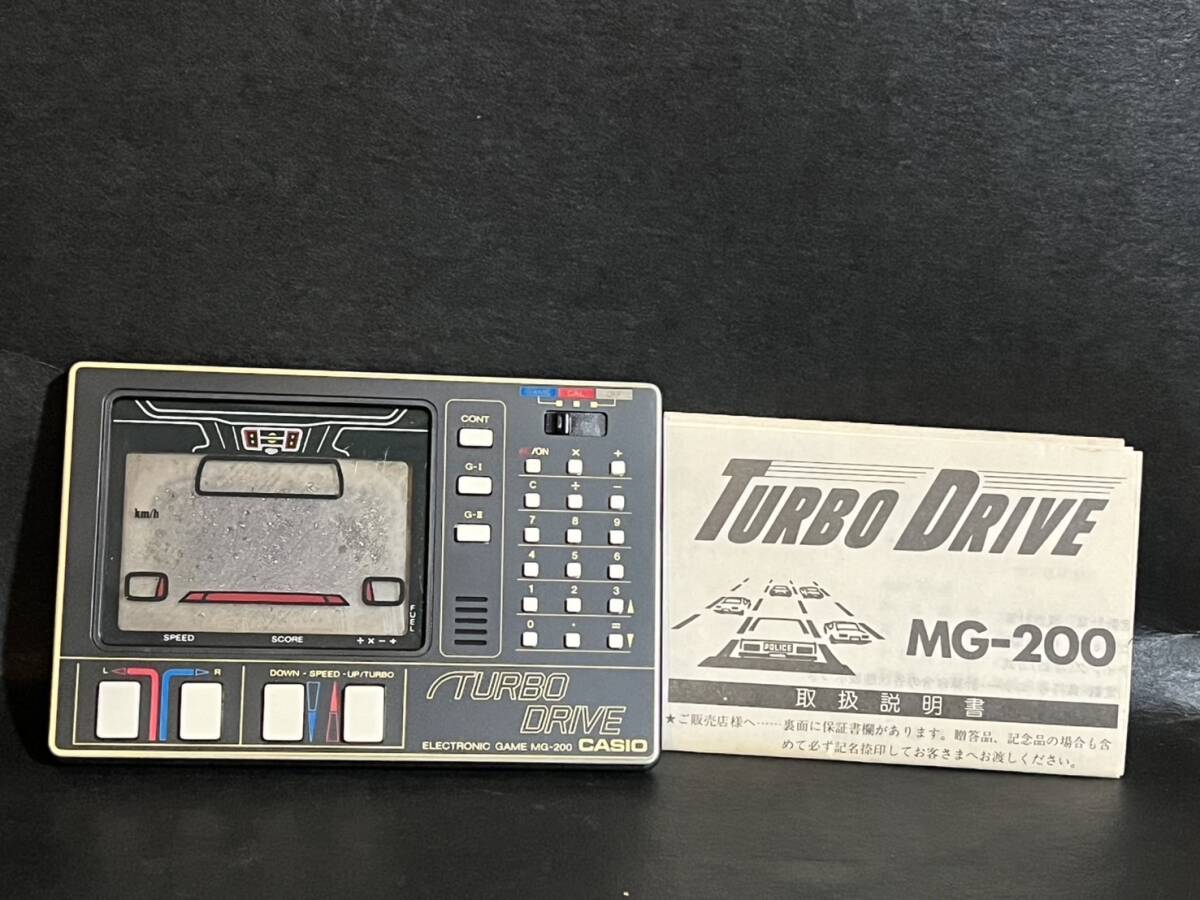 GAME CAL OFF
CONT
G-I
G-II
AC/ON × +
C ÷ −
7 8 9
4 5 6
1 2 3
0 · =
km/h
FUEL
SPEED SCORE ÷ × − +
L R
DOWN - SPEED - UP/TURBO
TURBO
DRIVE
ELECTRONIC GAME MG-200 CASIO
TURBO DRIVE
POLICE
MG-200
取扱説明書
★ご販売店様へ……裏面に保証書欄があります。贈答品、記念品の場合も含
めて必ず記名捺印してお客さまへお渡しください。